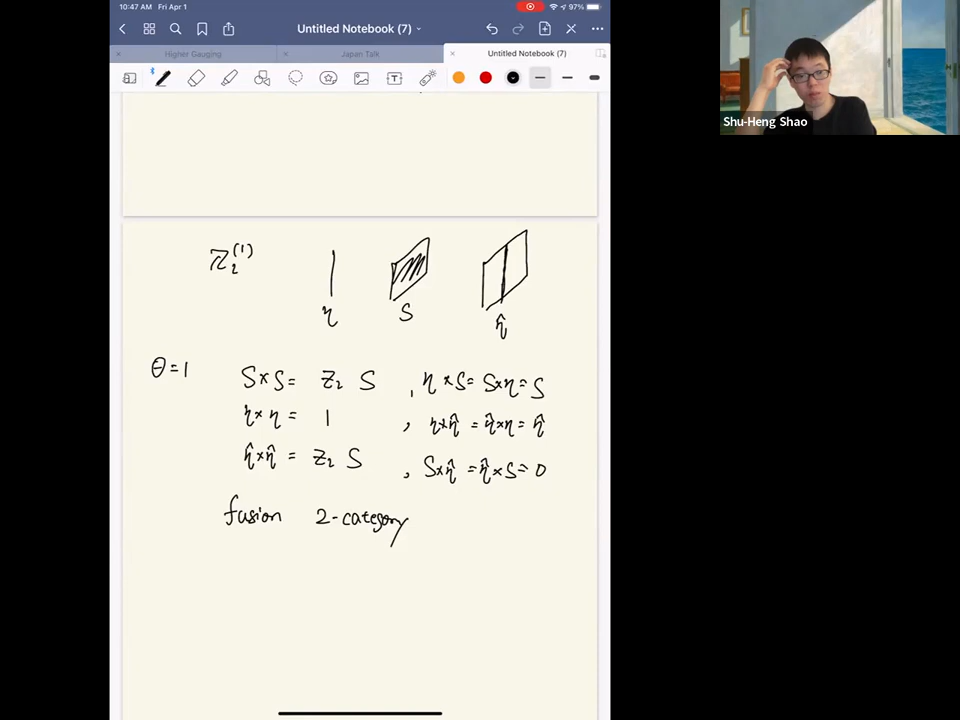 10:47 AM Fri Apr 1
97%
Untitled Notebook (7)
Higher Gauging
Japan Talk
Untitled Notebook (7)
Shu-Heng Shao
ℤ₂⁽¹⁾
η
S
η̂
θ=1
S×S = Z₂ S , η×S = S×η = S
η×η = 1 , η×η̂ = η̂×η = η̂
η̂×η̂ = Z₂ S , S×η̂ = η̂×S = 0
fusion 2-category